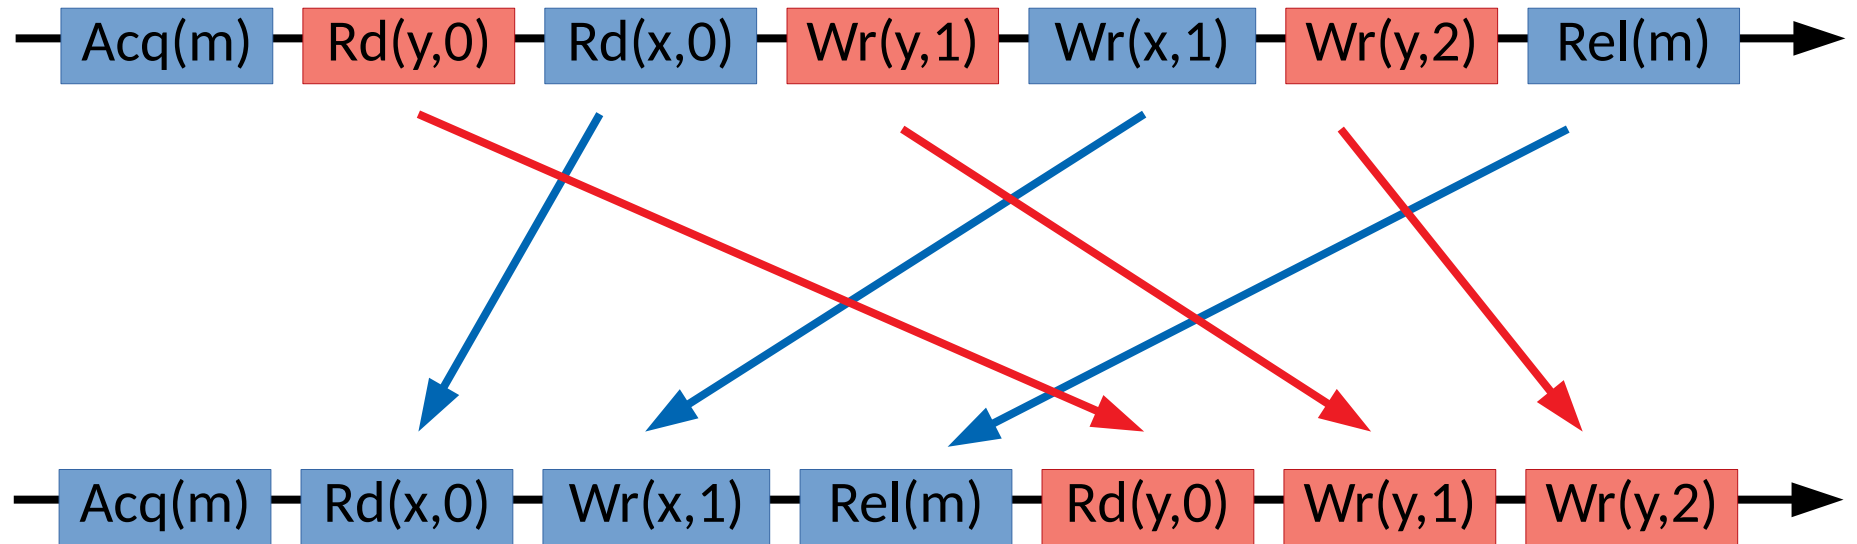 Acq(m) Rd(y,0) Rd(x,0) Wr(y,1) Wr(x,1) Wr(y,2) Rel(m)
Acq(m) Rd(x,0) Wr(x,1) Rel(m) Rd(y,0) Wr(y,1) Wr(y,2)